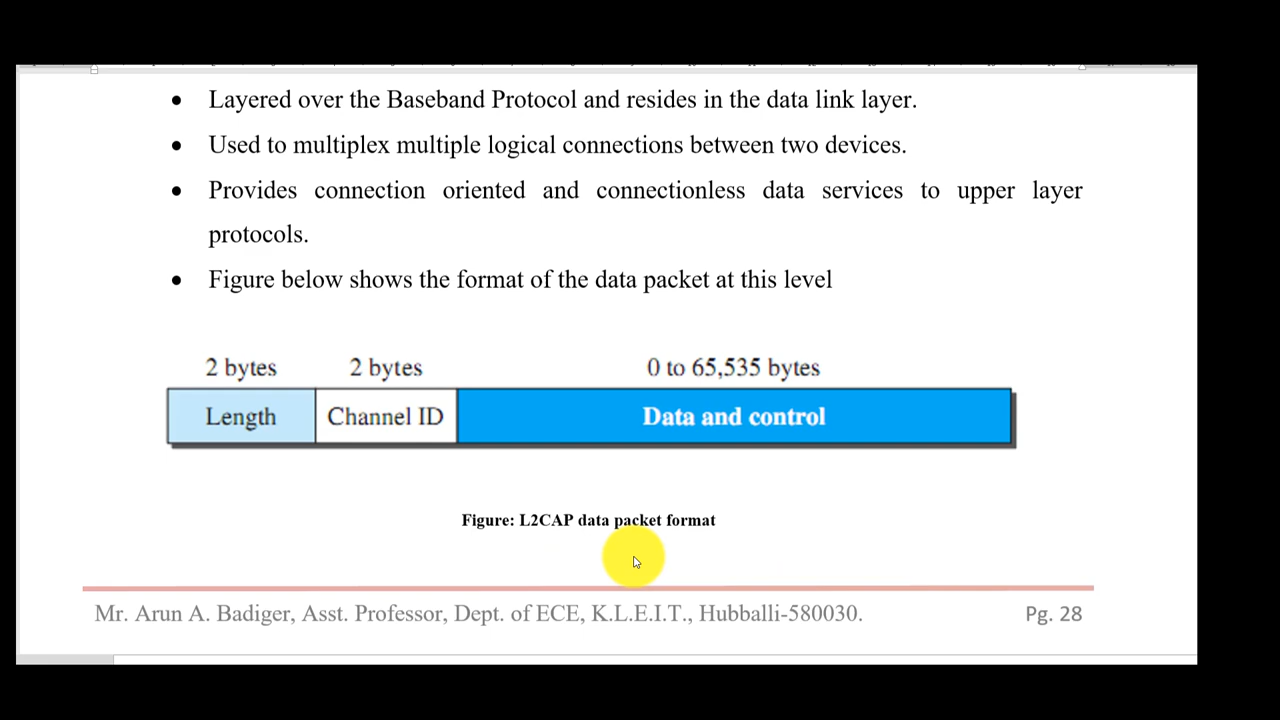 Layered over the Baseband Protocol and resides in the data link layer.
Used to multiplex multiple logical connections between two devices.
Provides connection oriented and connectionless data services to upper layer
protocols.
Figure below shows the format of the data packet at this level
2 bytes 2 bytes 0 to 65,535 bytes
Length Channel ID Data and control
Figure: L2CAP data packet format
Mr. Arun A. Badiger, Asst. Professor, Dept. of ECE, K.L.E.I.T., Hubballi-580030. Pg. 28